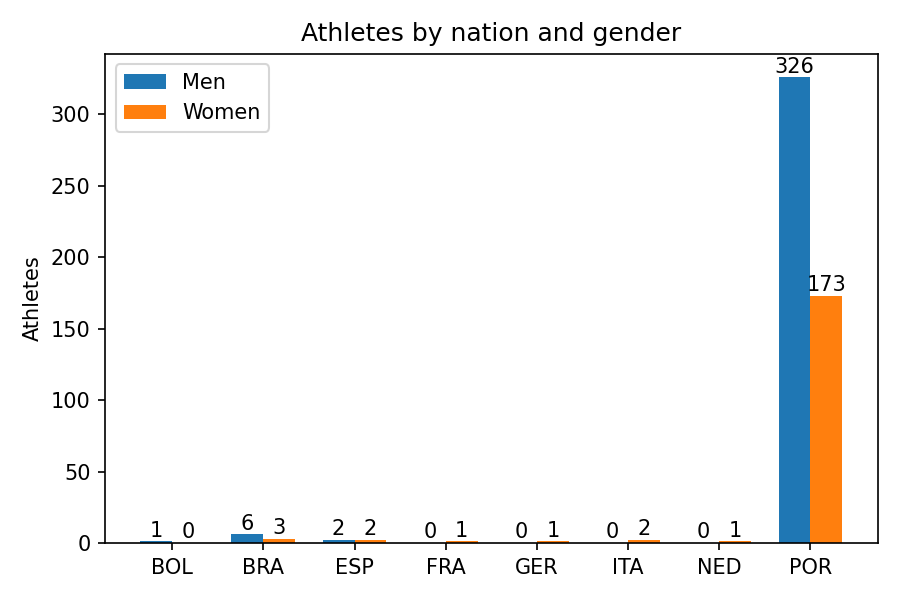 Athletes by nation and gender
Men
Women
Athletes
300
250
200
150
100
50
0
326
173
1 0 6 3 2 2 0 1 0 1 0 2 0 1
BOL BRA ESP FRA GER ITA NED POR